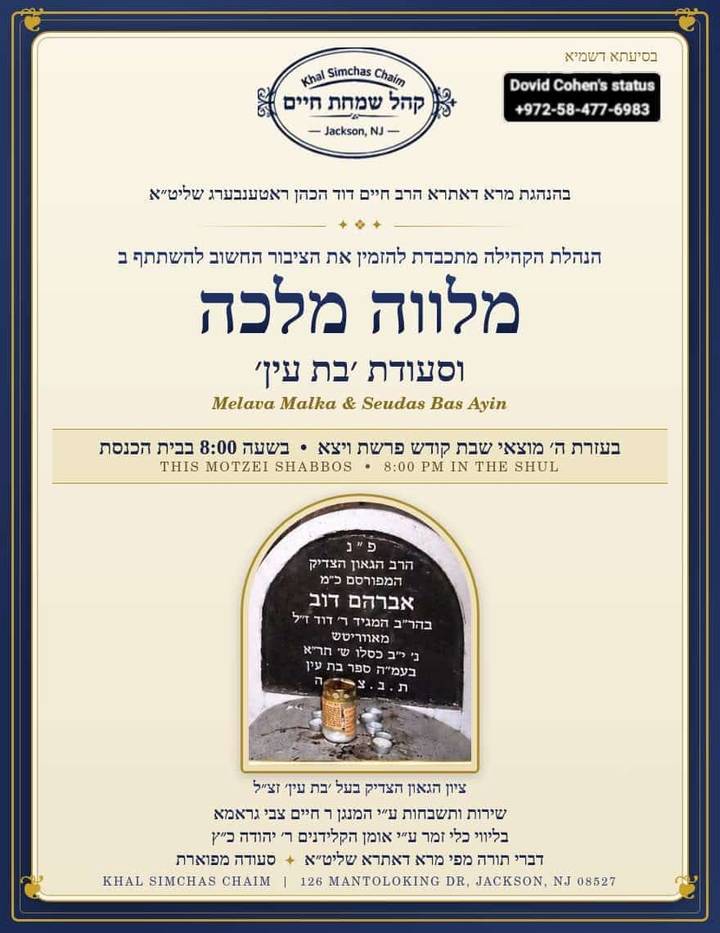 בסיעתא דשמיא
Khal Simchas Chaim
קהל שמחת חיים
Jackson, NJ
Dovid Cohen's status
+972-58-477-6983
בהנהגת מרא דאתרא הרב חיים דוד הכהן ראטענבערג שליט״א
הנהלת הקהילה מתכבדת להזמין את הציבור החשוב להשתתף ב
מלווה מלכה
וסעודת ׳בת עין׳
Melava Malka & Seudas Bas Ayin
בעזרת ה׳ מוצאי שבת קודש פרשת ויצא • בשעה 8:00 בבית הכנסת
THIS MOTZEI SHABBOS • 8:00 PM IN THE SHUL
פ״נ
הרב הגאון הצדיק
המפורסם כ״מ
אברהם דוב
בהר״ב המגיד ר׳ דוד ז״ל
מאווריטש
נ׳ י״ב כסלו ש׳ תר״א
בעמ״ה ספר בת עין
ת.ב.צ. ה
ציון הגאון הצדיק בעל ׳בת עין׳ זצ״ל
שירות ותשבחות ע״י המנגן ר חיים צבי גראמא
בליווי כלי זמר ע״י אומן הקלידנים ר׳ יהודה כ״ץ
דברי תורה מפי מרא דאתרא שליט״א ✦ סעודה מפוארת
KHAL SIMCHAS CHAIM | 126 MANTOLOKING DR, JACKSON, NJ 08527